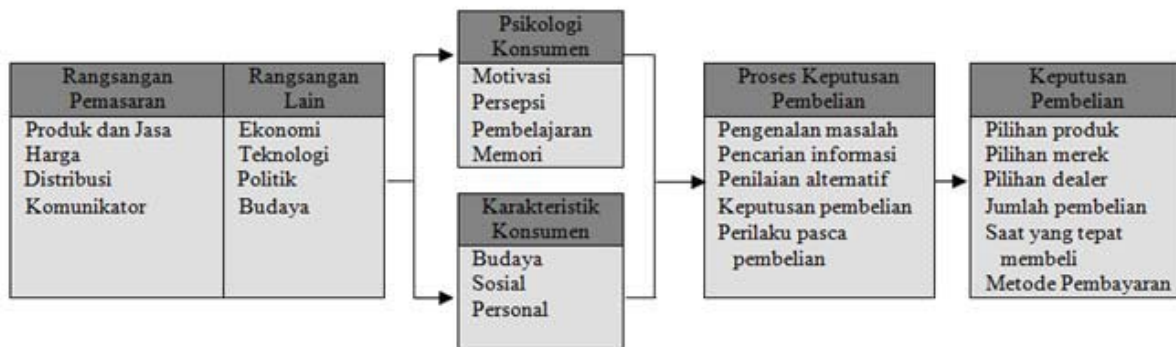 Rangsangan
Pemasaran
Produk dan Jasa
Harga
Distribusi
Komunikator
Rangsangan
Lain
Ekonomi
Teknologi
Politik
Budaya
Psikologi
Konsumen
Motivasi
Persepsi
Pembelajaran
Memori
Karakteristik
Konsumen
Budaya
Sosial
Personal
Proses Keputusan
Pembelian
Pengenalan masalah
Pencarian informasi
Penilaian alternatif
Keputusan pembelian
Perilaku pasca
pembelian
Keputusan
Pembelian
Pilihan produk
Pilihan merek
Pilihan dealer
Jumlah pembelian
Saat yang tepat
membeli
Metode Pembayaran